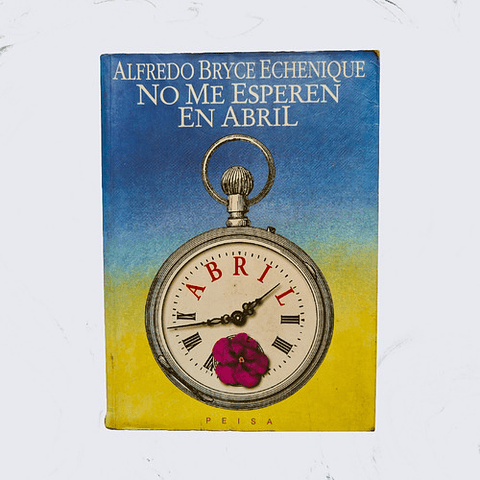 ALFREDO BRYCE ECHENIQUE
NO ME ESPEREN
EN ABRIL
ABRIL
PEISA